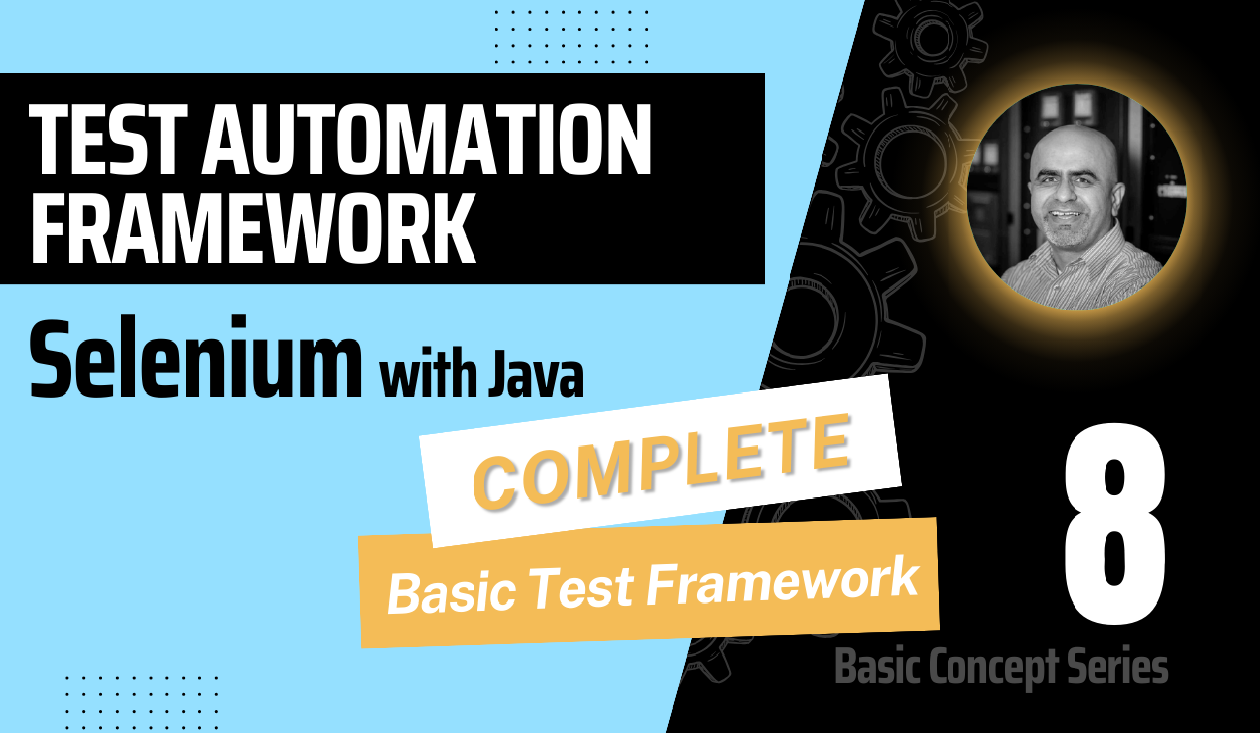 TEST AUTOMATION
FRAMEWORK
Selenium with Java
COMPLETE
Basic Test Framework
8
Basic Concept Series